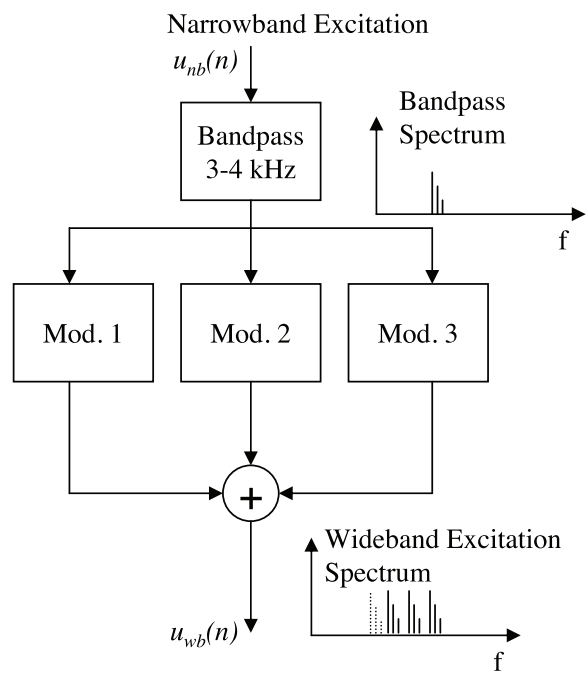 Narrowband Excitation
u_nb(n)
Bandpass
3-4 kHz
Bandpass
Spectrum
f
Mod. 1
Mod. 2
Mod. 3
+
Wideband Excitation
Spectrum
u_wb(n)
f